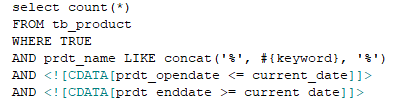 select count(*)
FROM tb_product
WHERE TRUE
AND prdt_name LIKE concat('%', #{keyword}, '%')
AND <![CDATA[prdt_opendate <= current_date]]>
AND <![CDATA[prdt_enddate >= current_date]]>